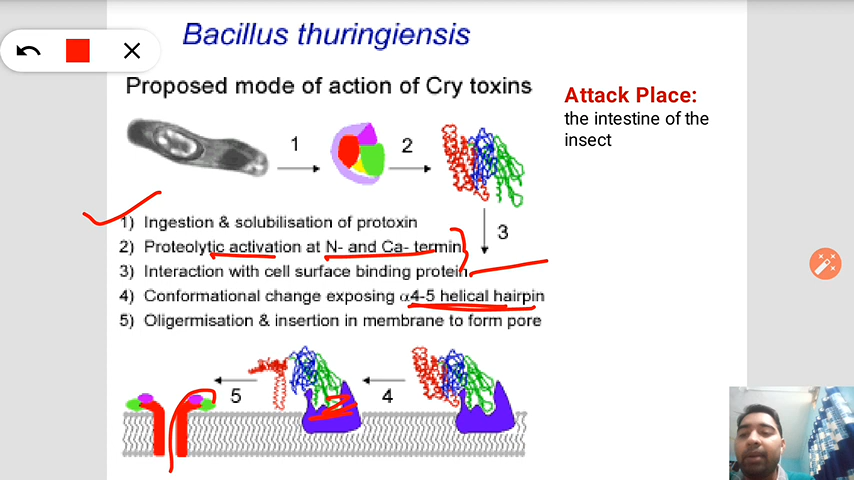 Bacillus thuringiensis
Proposed mode of action of Cry toxins
Attack Place:
the intestine of the
insect
1
2
3
1) Ingestion & solubilisation of protoxin
2) Proteolytic activation at N- and Ca- termin
3) Interaction with cell surface binding protein
4) Conformational change exposing α4-5 helical hairpin
5) Oligermisation & insertion in membrane to form pore
5
4